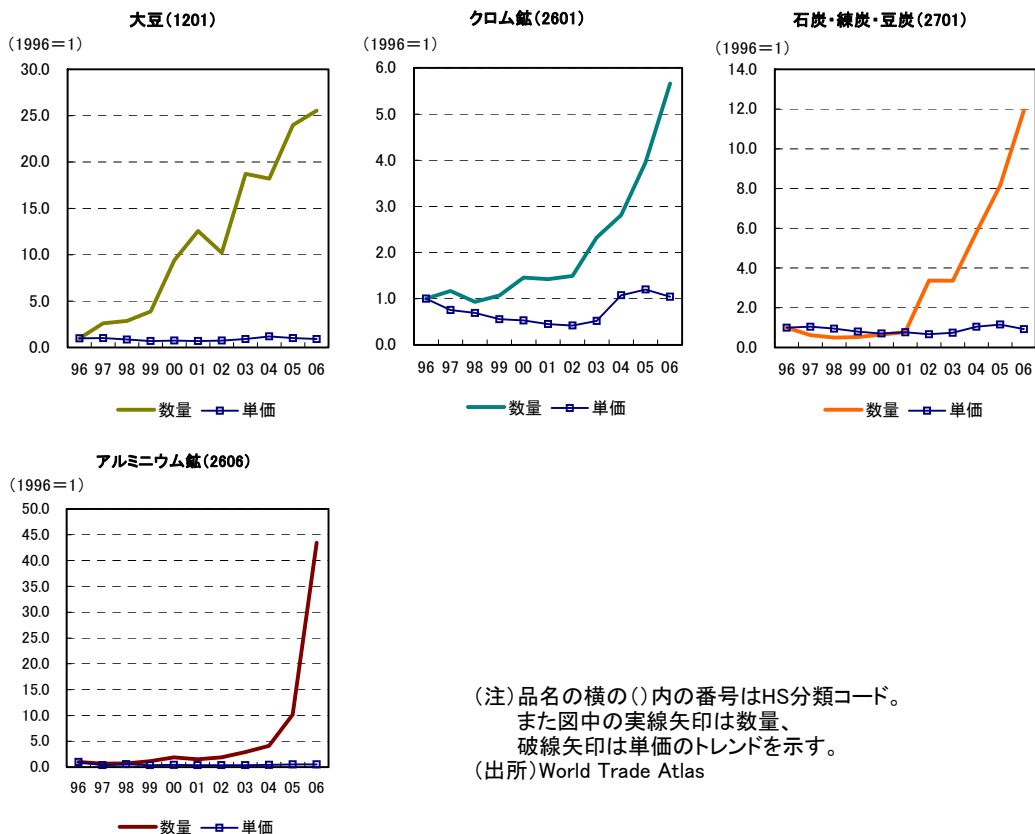 大豆(1201)
(1996=1)
30.0
25.0
20.0
15.0
10.0
5.0
0.0
96 97 98 99 00 01 02 03 04 05 06
数量 単価
クロム鉱(2601)
(1996=1)
6.0
5.0
4.0
3.0
2.0
1.0
0.0
96 97 98 99 00 01 02 03 04 05 06
数量 単価
石炭・練炭・豆炭(2701)
(1996=1)
14.0
12.0
10.0
8.0
6.0
4.0
2.0
0.0
96 97 98 99 00 01 02 03 04 05 06
数量 単価
アルミニウム鉱(2606)
(1996=1)
50.0
45.0
40.0
35.0
30.0
25.0
20.0
15.0
10.0
5.0
0.0
96 97 98 99 00 01 02 03 04 05 06
数量 単価
(注)品名の横の()内の番号はHS分類コード。
また図中の実線矢印は数量、
破線矢印は単価のトレンドを示す。
(出所)World Trade Atlas